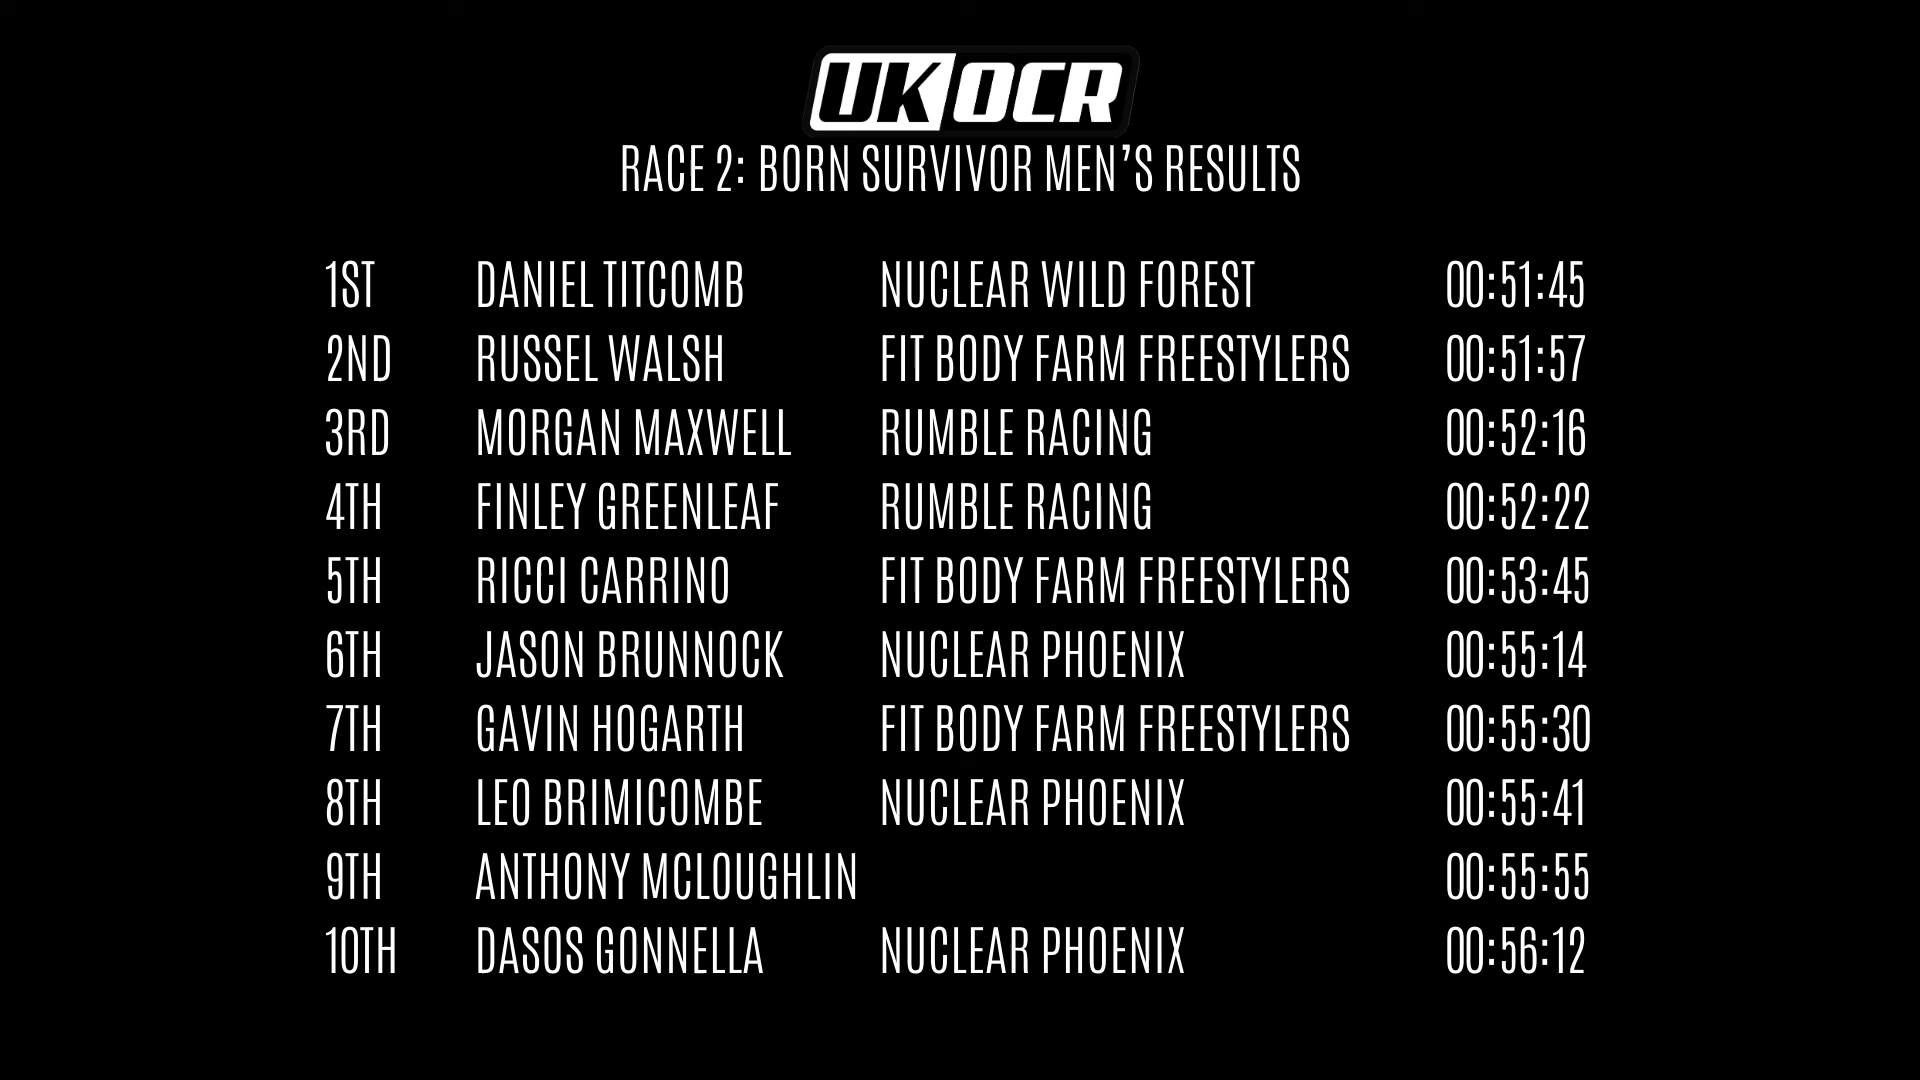 UKOCR
RACE 2: BORN SURVIVOR MEN'S RESULTS
1ST DANIEL TITCOMB NUCLEAR WILD FOREST 00:51:45
2ND RUSSEL WALSH FIT BODY FARM FREESTYLERS 00:51:57
3RD MORGAN MAXWELL RUMBLE RACING 00:52:16
4TH FINLEY GREENLEAF RUMBLE RACING 00:52:22
5TH RICCI CARRINO FIT BODY FARM FREESTYLERS 00:53:45
6TH JASON BRUNNOCK NUCLEAR PHOENIX 00:55:14
7TH GAVIN HOGARTH FIT BODY FARM FREESTYLERS 00:55:30
8TH LEO BRIMICOMBE NUCLEAR PHOENIX 00:55:41
9TH ANTHONY MCLOUGHLIN 00:55:55
10TH DASOS GONNELLA NUCLEAR PHOENIX 00:56:12